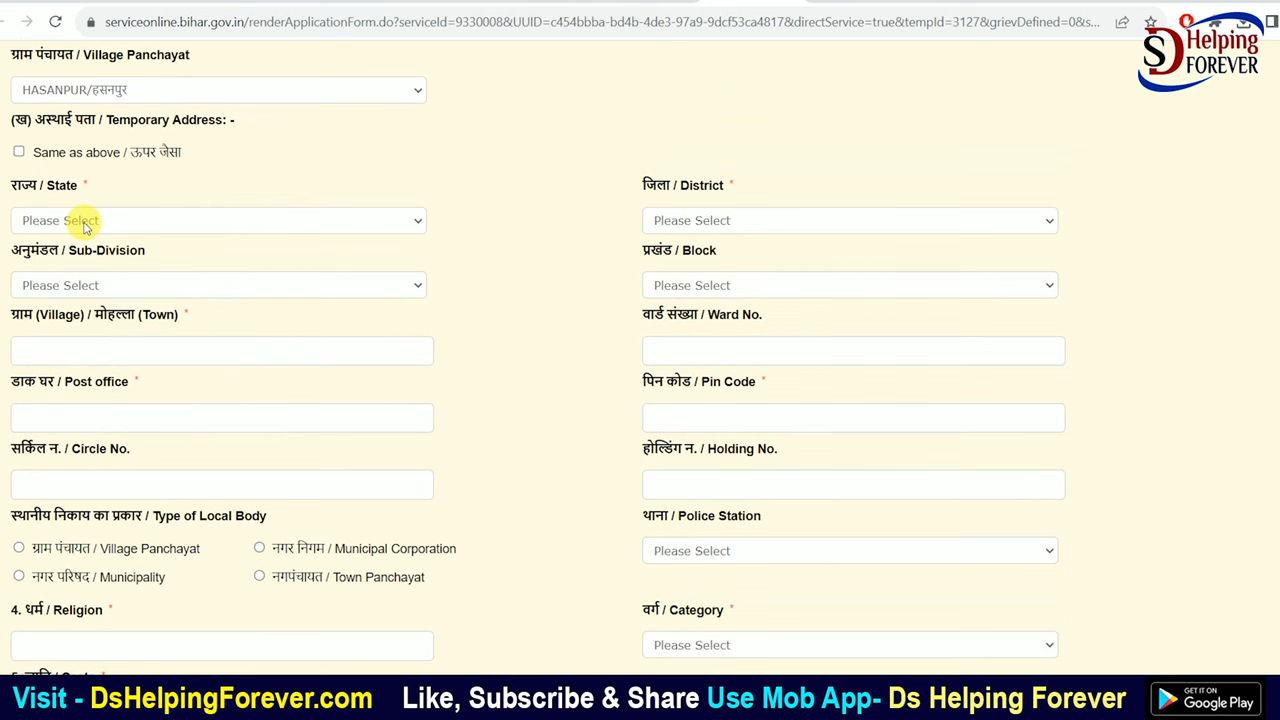 serviceonline.bihar.gov.in/renderApplicationForm.do?serviceId=9330008&UUID=c454bbba-bd4b-4de3-97a9-9dcf53ca4817&directService=true&tempId=3127&grievDefined=0&s...
SD Helping FOREVER
ग्राम पंचायत / Village Panchayat
HASANPUR/हसनपुर
(ख) अस्थाई पता / Temporary Address: -
Same as above / ऊपर जेसा
राज्य / State * जिला / District *
Please Select Please Select
अनुमंडल / Sub-Division प्रखंड / Block
Please Select Please Select
ग्राम (Village) / मोहल्ला (Town) * वार्ड संख्या / Ward No.
डाक घर / Post office * पिन कोड / Pin Code *
सर्किल न. / Circle No. होल्डिंग न. / Holding No.
स्थानीय निकाय का प्रकार / Type of Local Body थाना / Police Station
ग्राम पंचायत / Village Panchayat नगर निगम / Municipal Corporation Please Select
नगर परिषद / Municipality नगपंचायत / Town Panchayat
4. धर्म / Religion * वर्ग / Category *
Please Select
Visit - DsHelpingForever.com Like, Subscribe & Share Use Mob App- Ds Helping Forever GET IT ON Google Play